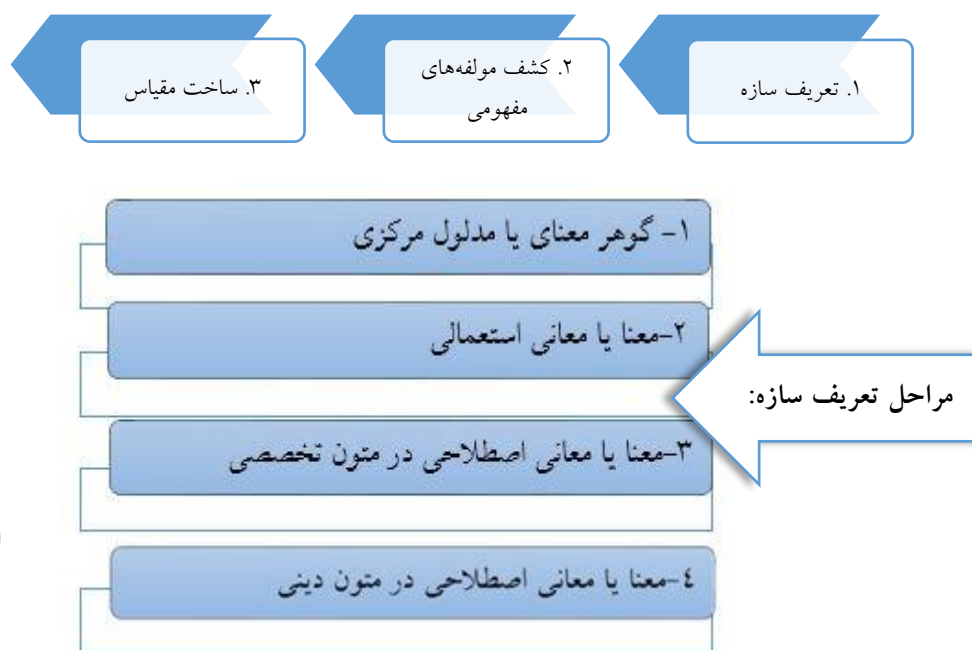 ۱. تعریف سازه
۲. کشف مولفه‌های
مفهومی
۳. ساخت مقیاس
مراحل تعریف سازه:
۱- گوهر معنای یا مدلول مرکزی
۲-معنا یا معانی استعمالی
۳-معنا یا معانی اصطلاحی در متون تخصصی
٤-معنا یا معانی اصطلاحی در متون دینی